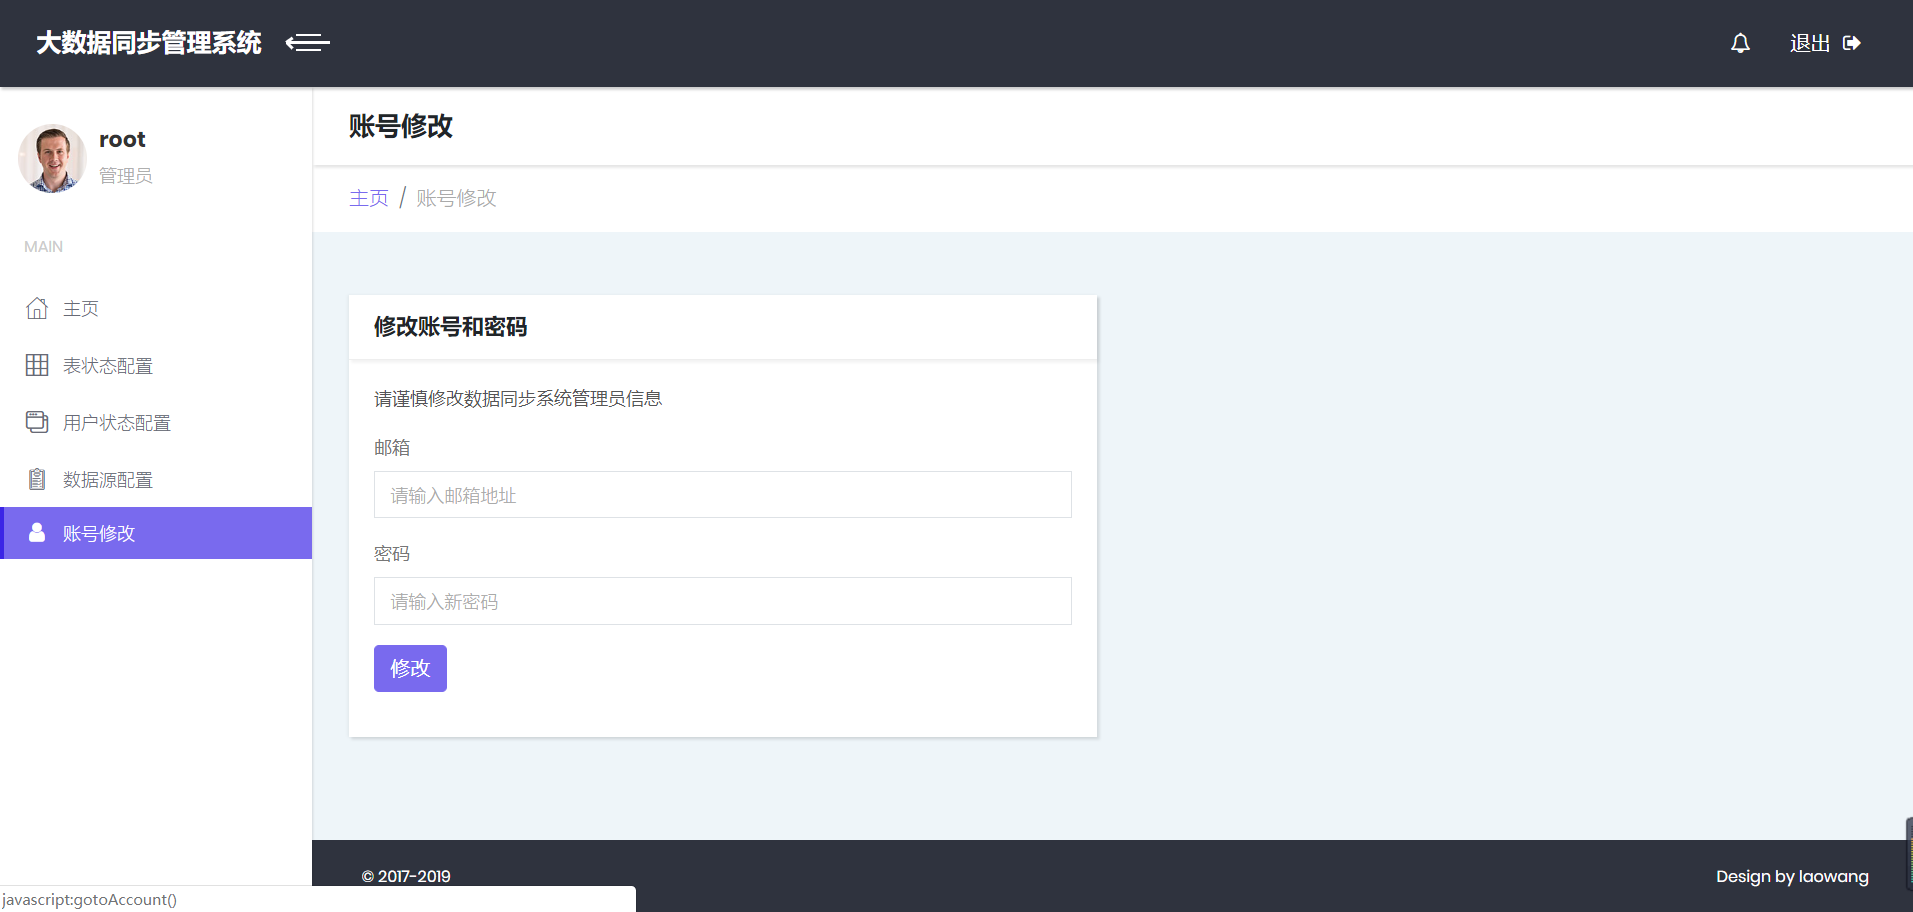 大数据同步管理系统
退出
root
管理员
MAIN
主页
表状态配置
用户状态配置
数据源配置
账号修改
账号修改
主页 / 账号修改
修改账号和密码
请谨慎修改数据同步系统管理员信息
邮箱
请输入邮箱地址
密码
请输入新密码
修改
© 2017-2019
Design by laowang
javascript:gotoAccount()